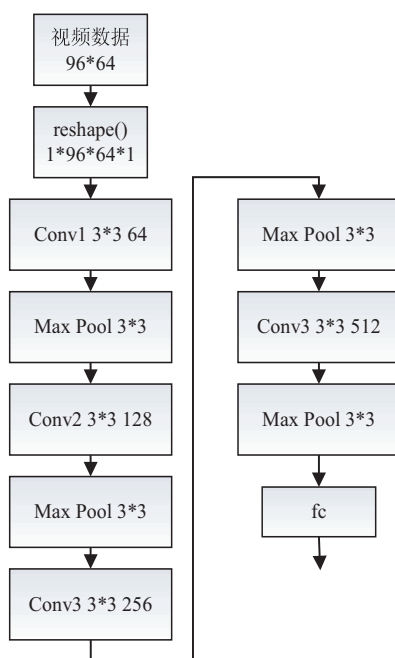 视频数据
96*64
reshape()
1*96*64*1
Conv1 3*3 64
Max Pool 3*3
Conv2 3*3 128
Max Pool 3*3
Conv3 3*3 256
Max Pool 3*3
Conv3 3*3 512
Max Pool 3*3
fc